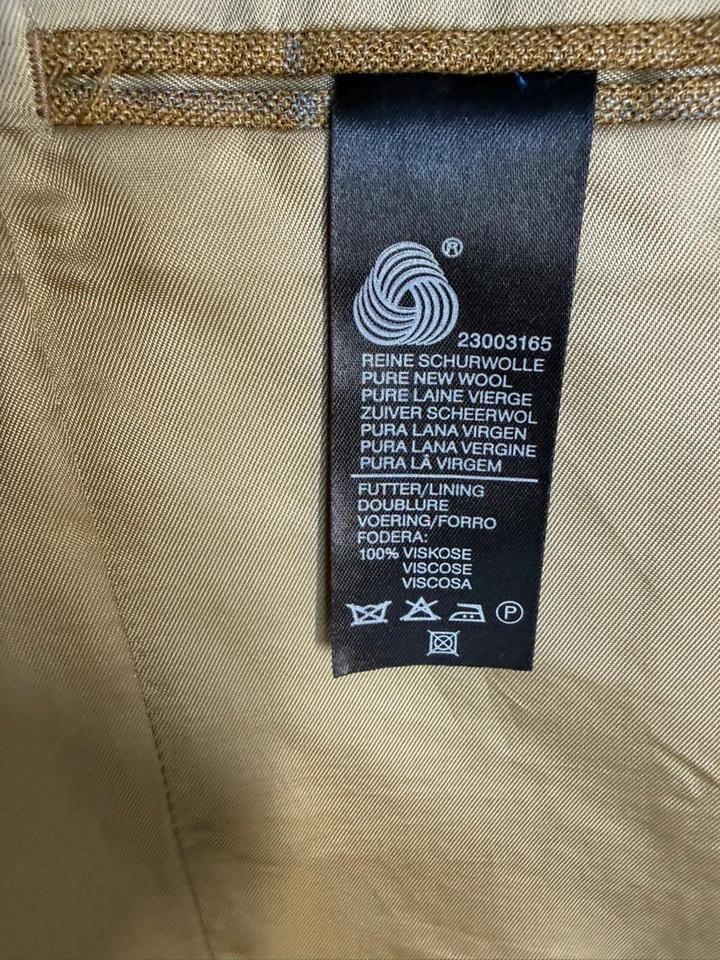 ®
23003165
REINE SCHURWOLLE
PURE NEW WOOL
PURE LAINE VIERGE
ZUIVER SCHEERWOL
PURA LANA VIRGEN
PURA LANA VERGINE
PURA LÃ VIRGEM
FUTTER/LINING
DOUBLURE
VOERING/FORRO
FODERA:
100% VISKOSE
VISCOSE
VISCOSA
P